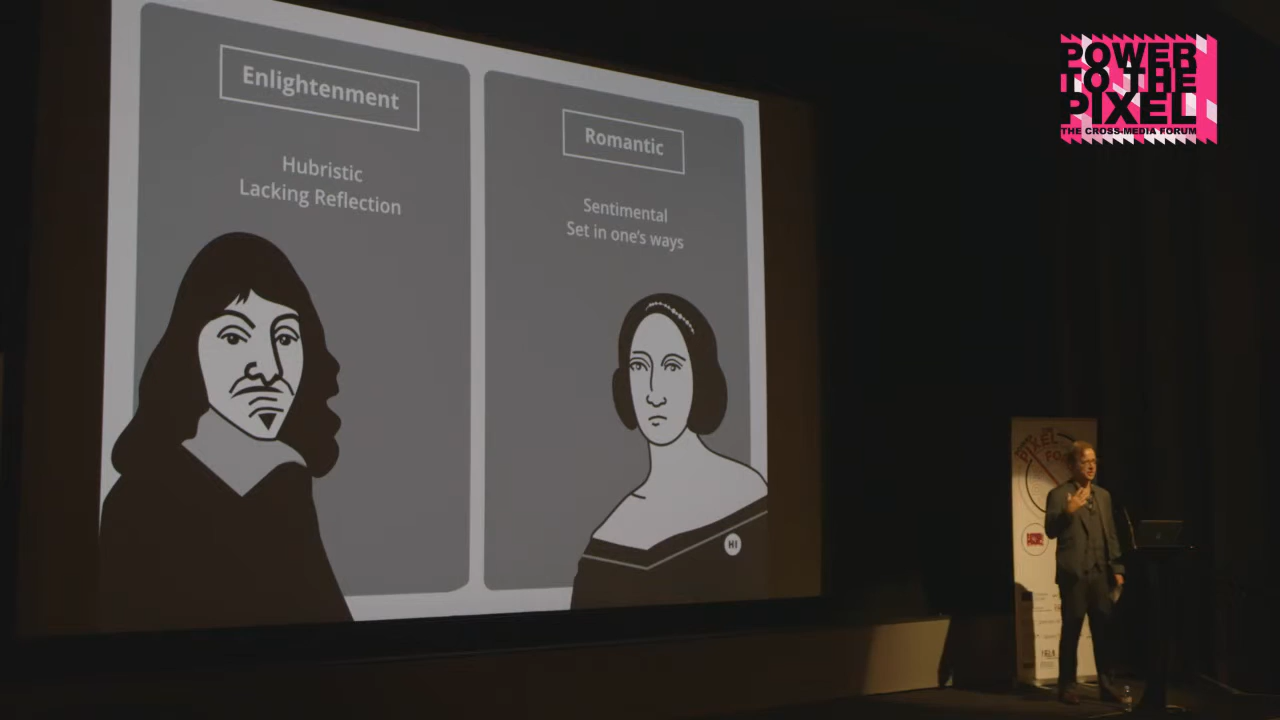 Enlightenment
Hubristic
Lacking Reflection
Romantic
Sentimental
Set in one's ways
HI
POWER
TO THE
PIXEL
THE CROSS-MEDIA FORUM
PIXEL